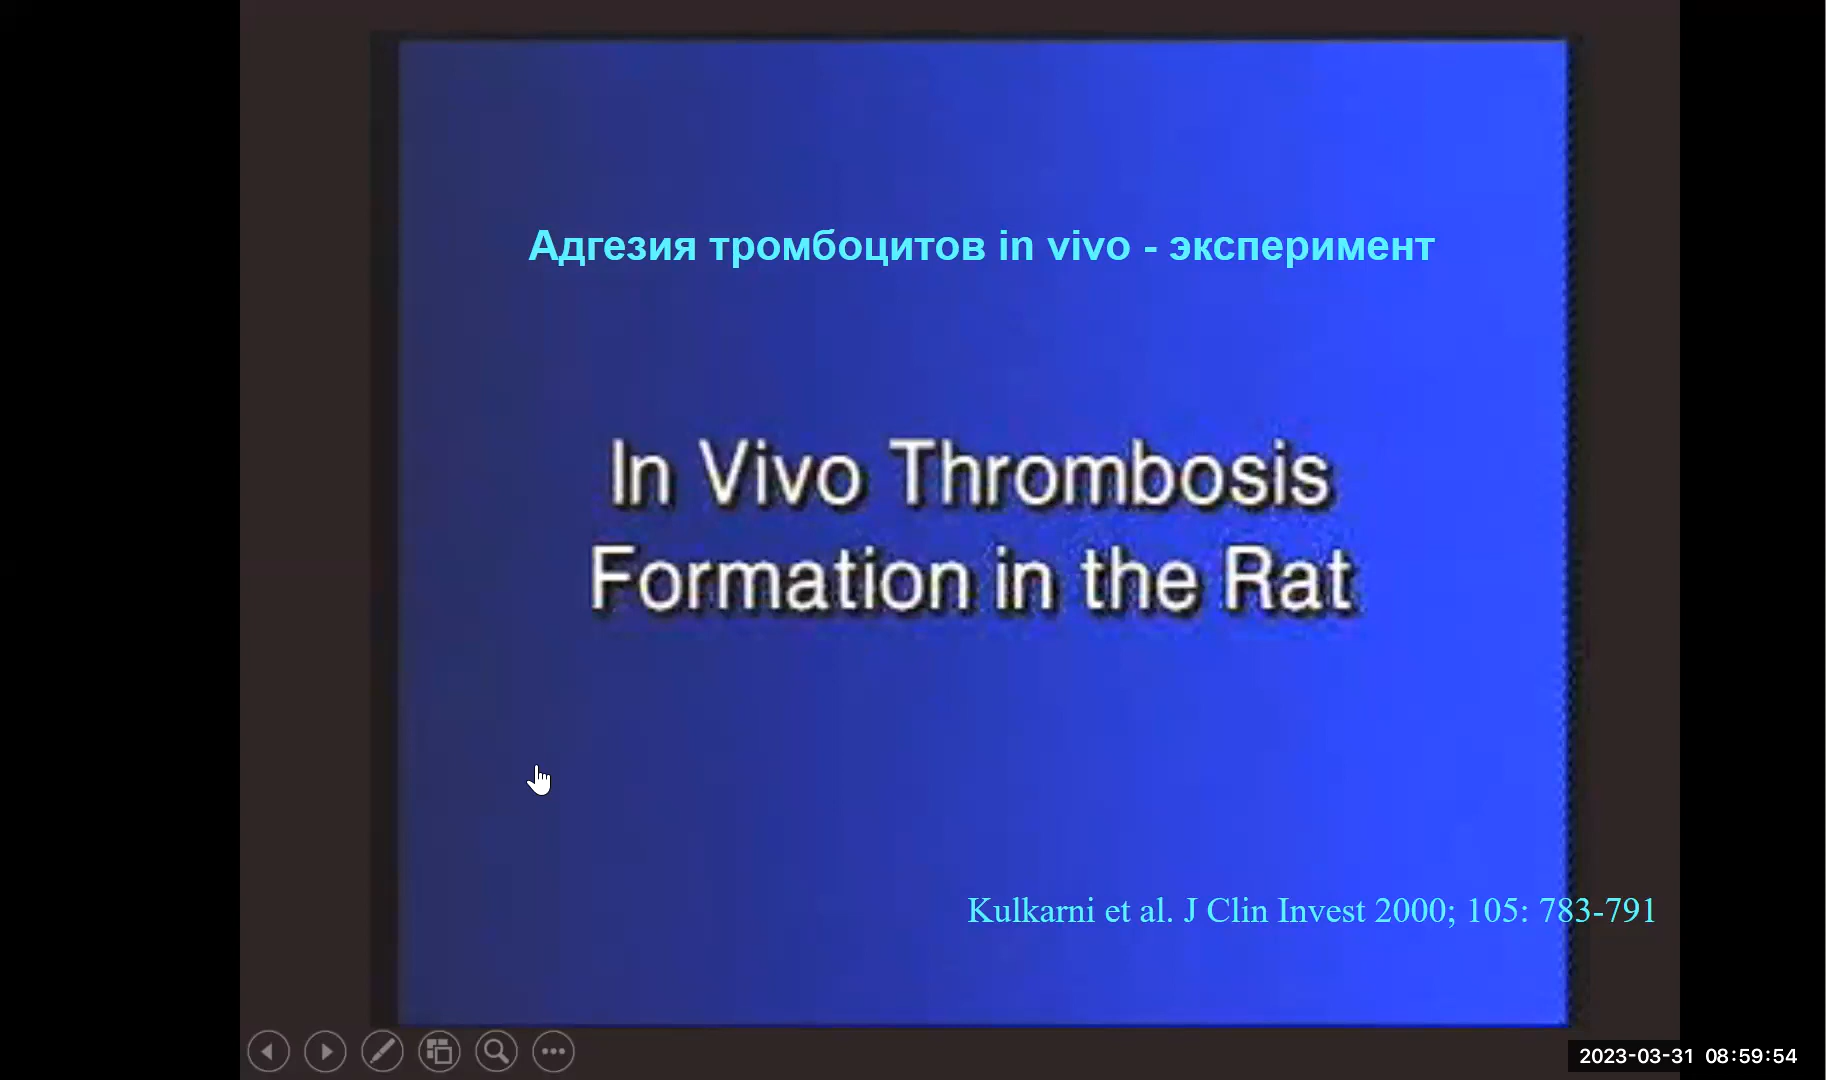 Адгезия тромбоцитов in vivo - эксперимент
In Vivo Thrombosis
Formation in the Rat
Kulkarni et al. J Clin Invest 2000; 105: 783-791
2023-03-31 08:59:54